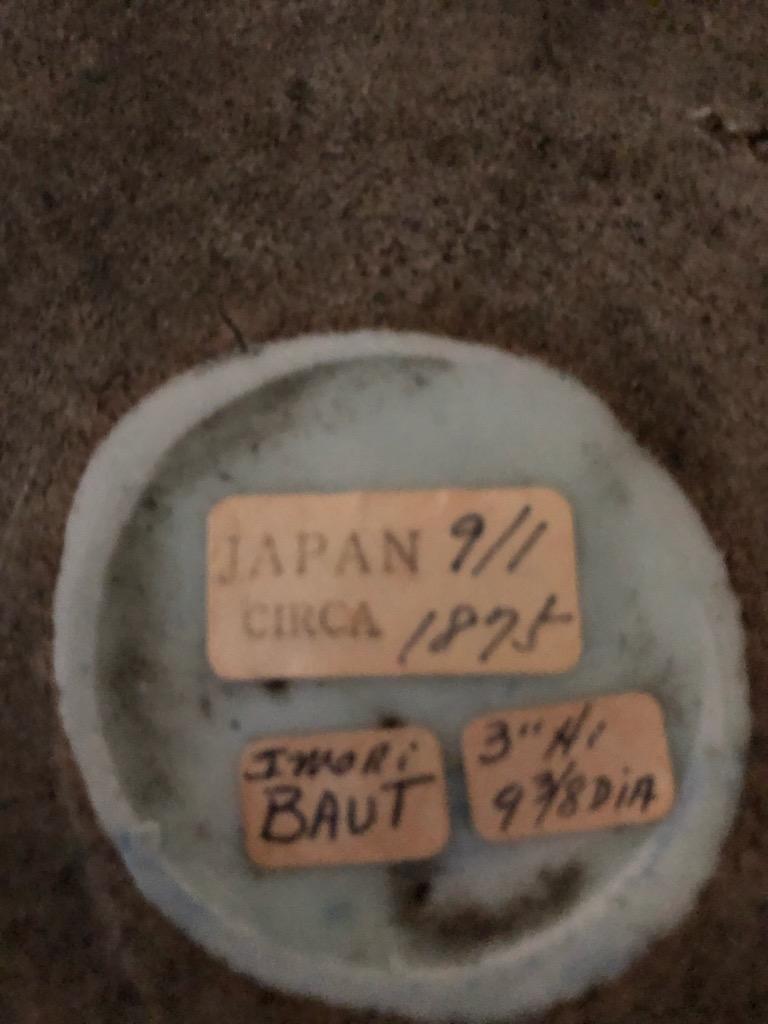 JAPAN 9/1
CIRCA 1875
Imari
BAUT
3" Hi
9 3/8 DiA